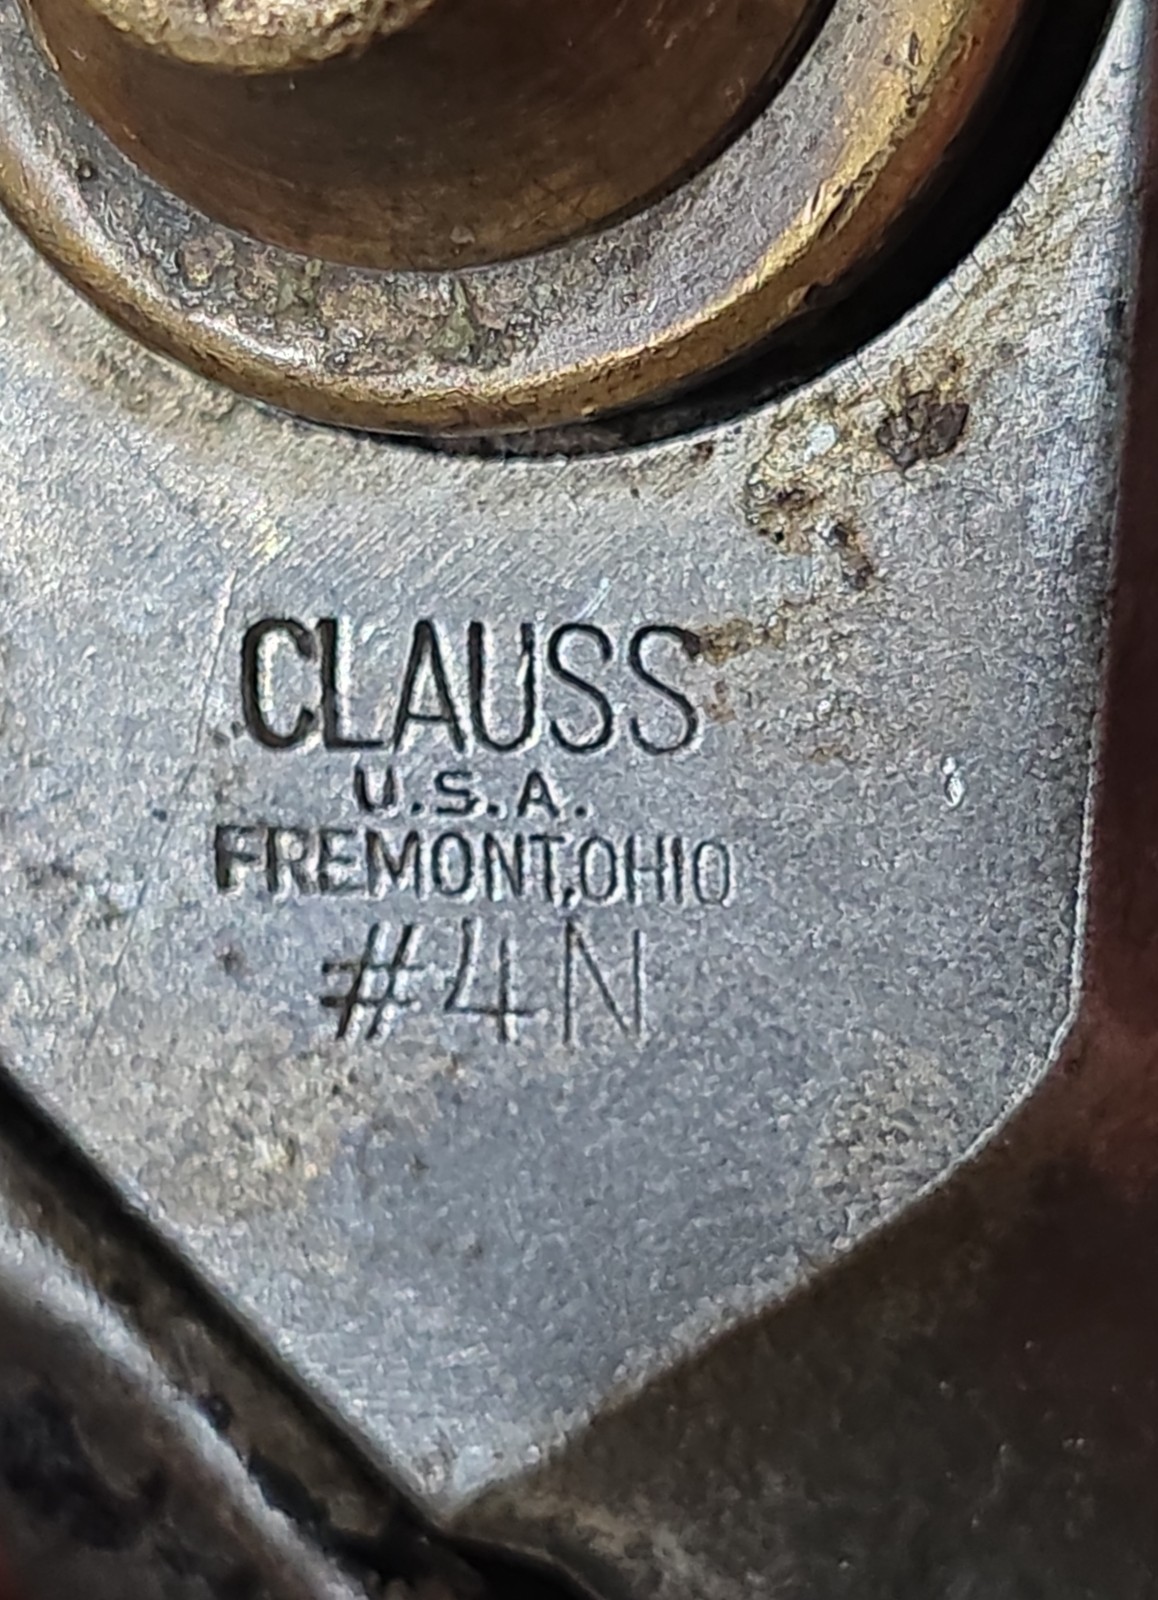 CLAUSS
U.S.A.
FREMONT,OHIO
#4N